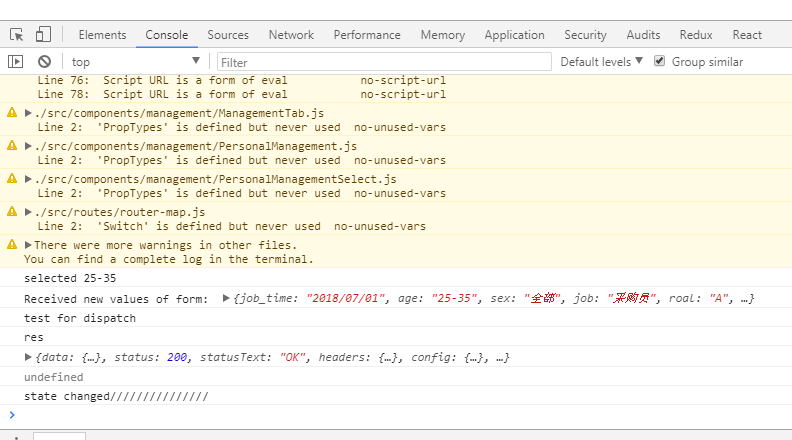 Elements Console Sources Network Performance Memory Application Security Audits Redux React
top Filter Default levels Group similar
Line 76: Script URL is a form of eval no-script-url
Line 78: Script URL is a form of eval no-script-url
./src/components/management/ManagementTab.js
Line 2: 'PropTypes' is defined but never used no-unused-vars
./src/components/management/PersonalManagement.js
Line 2: 'PropTypes' is defined but never used no-unused-vars
./src/components/management/PersonalManagementSelect.js
Line 2: 'PropTypes' is defined but never used no-unused-vars
./src/routes/router-map.js
Line 2: 'Switch' is defined but never used no-unused-vars
There were more warnings in other files.
You can find a complete log in the terminal.
selected 25-35
Received new values of form: {job_time: "2018/07/01", age: "25-35", sex: "全部", job: "采购员", roal: "A", …}
test for dispatch
res
{data: {…}, status: 200, statusText: "OK", headers: {…}, config: {…}, …}
undefined
state changed///////////////